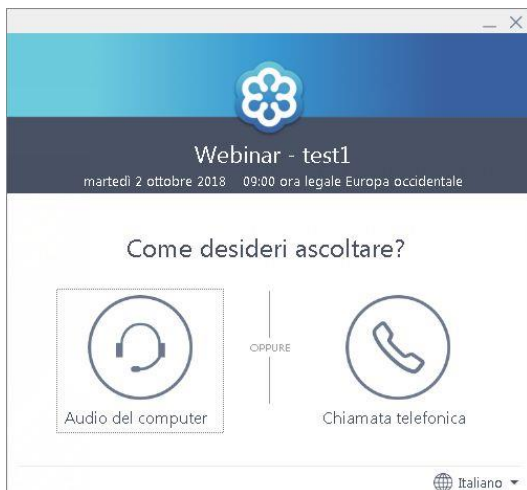 Webinar - test1
martedì 2 ottobre 2018 09:00 ora legale Europa occidentale
Come desideri ascoltare?
OPPURE
Audio del computer
Chiamata telefonica
Italiano